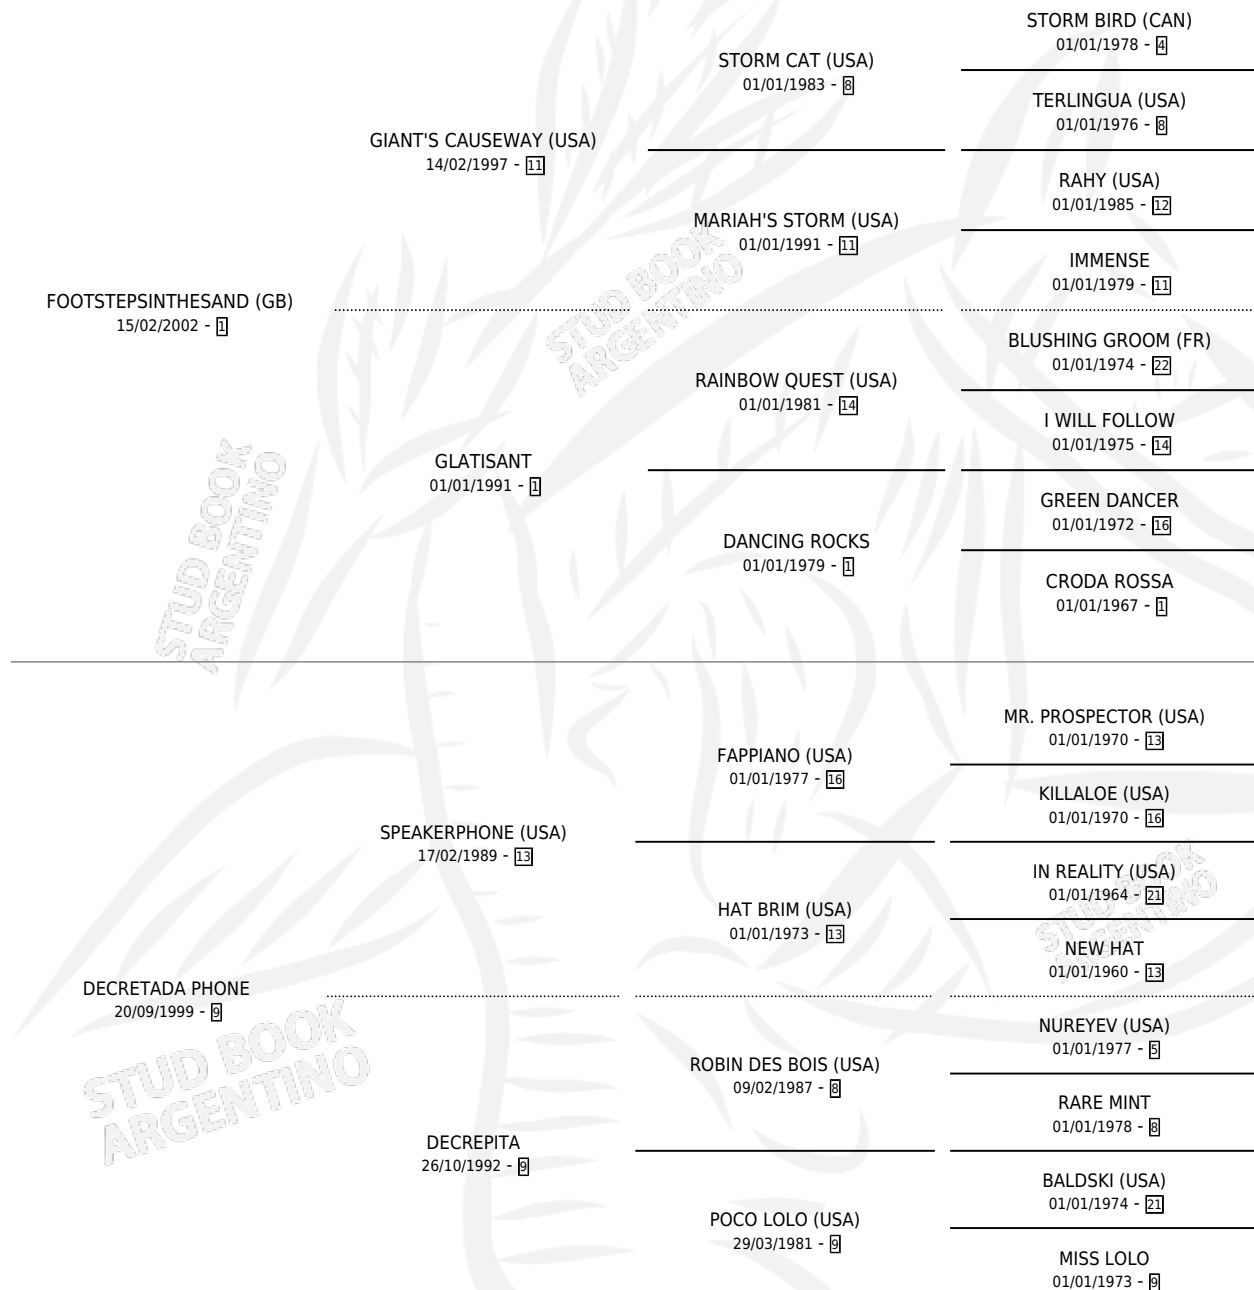 STORM BIRD (CAN)
01/01/1978 - 4
STORM CAT (USA)
01/01/1983 - 8
TERLINGUA (USA)
01/01/1976 - 8
GIANT'S CAUSEWAY (USA)
14/02/1997 - 11
RAHY (USA)
01/01/1985 - 12
MARIAH'S STORM (USA)
01/01/1991 - 11
IMMENSE
01/01/1979 - 11
STUD BOOK
ARGENTINO
FOOTSTEPSINTHESAND (GB)
15/02/2002 - 1
BLUSHING GROOM (FR)
01/01/1974 - 22
RAINBOW QUEST (USA)
01/01/1981 - 14
I WILL FOLLOW
01/01/1975 - 14
GLATISANT
01/01/1991 - 1
GREEN DANCER
01/01/1972 - 16
DANCING ROCKS
01/01/1979 - 1
CRODA ROSSA
01/01/1967 - 1
STUD BOOK
ARGENTINO
MR. PROSPECTOR (USA)
01/01/1970 - 13
FAPPIANO (USA)
01/01/1977 - 16
KILLALOE (USA)
01/01/1970 - 16
SPEAKERPHONE (USA)
17/02/1989 - 13
IN REALITY (USA)
01/01/1964 - 21
HAT BRIM (USA)
01/01/1973 - 13
NEW HAT
01/01/1960 - 13
STUD BOOK
ARGENTINO
DECRETADA PHONE
20/09/1999 - 9
NUREYEV (USA)
01/01/1977 - 5
ROBIN DES BOIS (USA)
09/02/1987 - 8
RARE MINT
01/01/1978 - 8
STUD BOOK
ARGENTINO
DECREPITA
26/10/1992 - 9
BALDSKI (USA)
01/01/1974 - 21
POCO LOLO (USA)
29/03/1981 - 9
MISS LOLO
01/01/1973 - 9